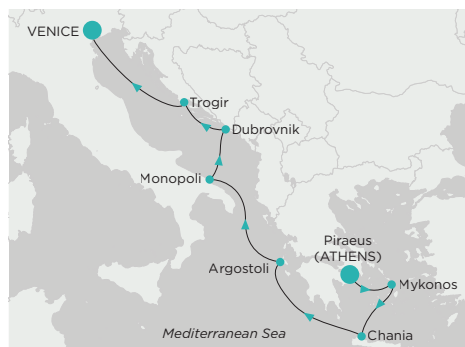 VENICE
Trogir
Dubrovnik
Monopoli
Piraeus
(ATHENS)
Argostoli
Mykonos
Chania
Mediterranean Sea